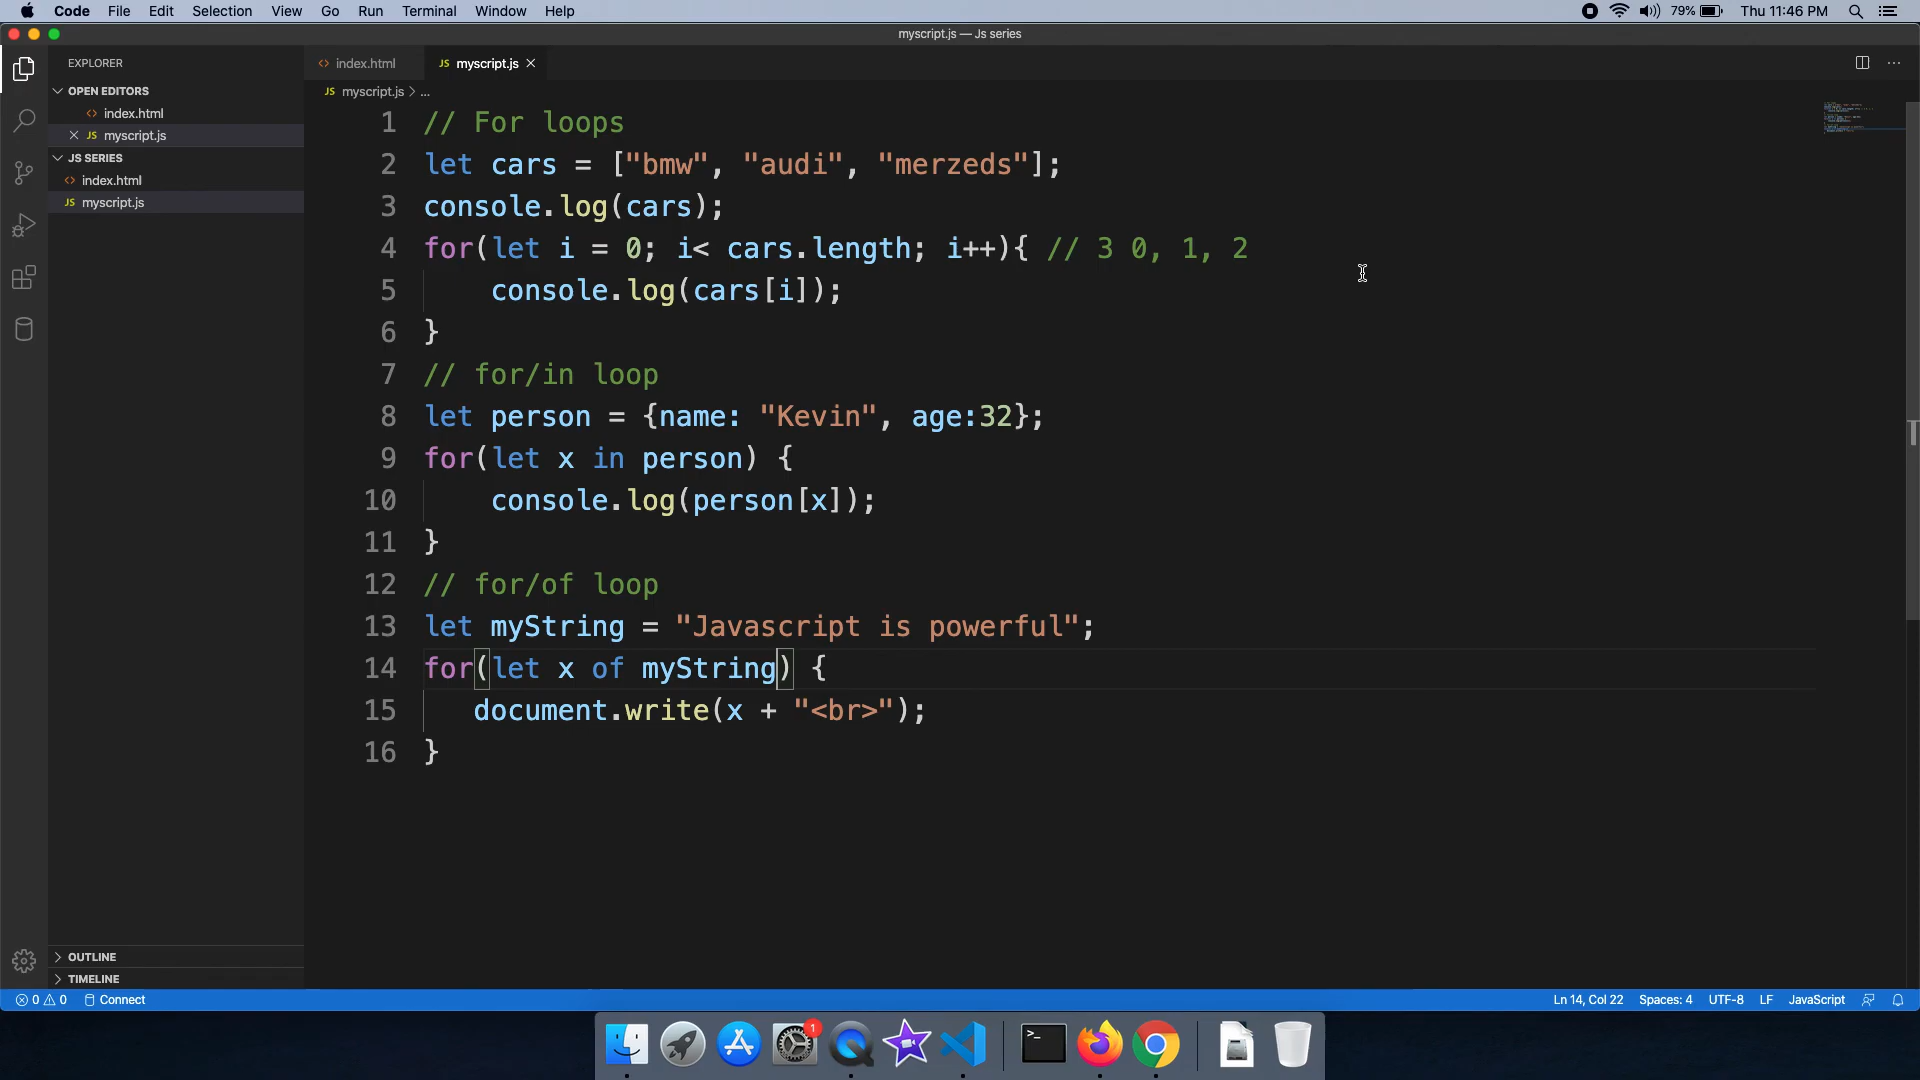 Code File Edit Selection View Go Run Terminal Window Help 79% Thu 11:46 PM
myscript.js — Js series
EXPLORER
OPEN EDITORS
index.html
JS myscript.js
JS SERIES
index.html
JS myscript.js
OUTLINE
TIMELINE
index.html JS myscript.js
JS myscript.js > ...
1 // For loops
2 let cars = ["bmw", "audi", "merzeds"];
3 console.log(cars);
4 for(let i = 0; i< cars.length; i++){ // 3 0, 1, 2
5 console.log(cars[i]);
6 }
7 // for/in loop
8 let person = {name: "Kevin", age:32};
9 for(let x in person) {
10 console.log(person[x]);
11 }
12 // for/of loop
13 let myString = "Javascript is powerful";
14 for(let x of myString) {
15 document.write(x + "<br>");
16 }
0 0 Connect Ln 14, Col 22 Spaces: 4 UTF-8 LF JavaScript
1